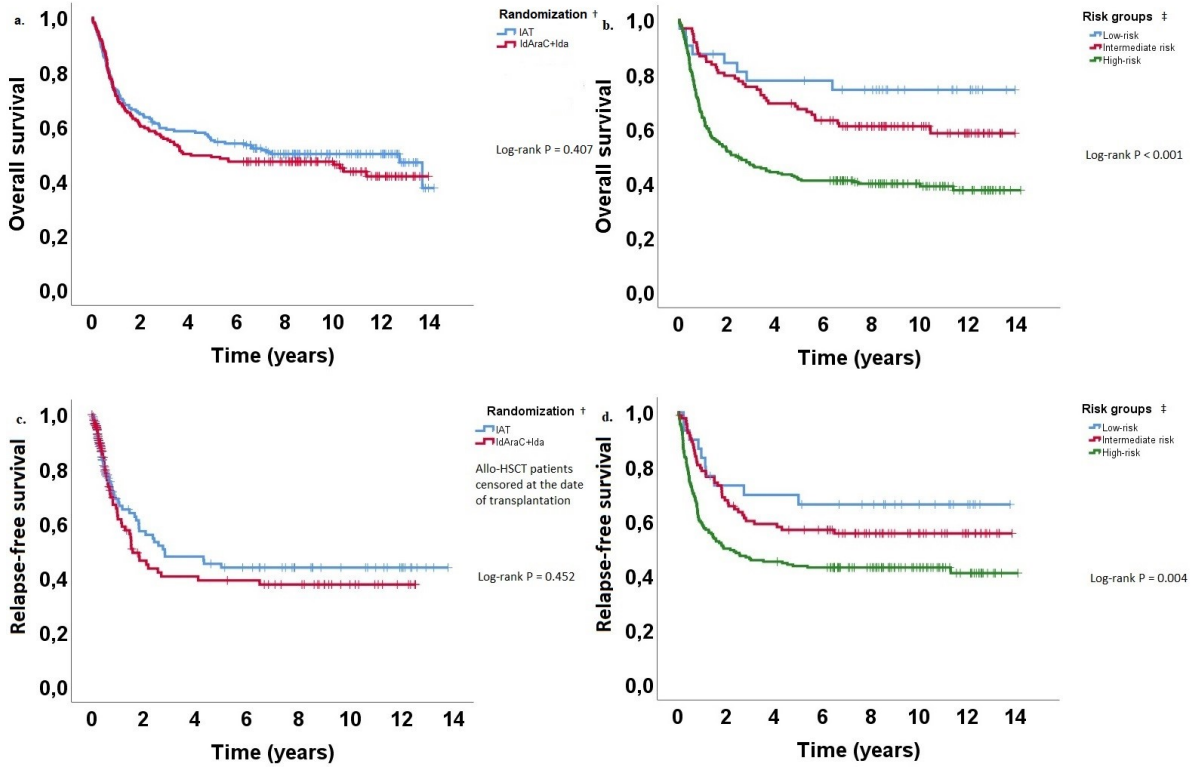 a.
Randomization †
IAT
IdAraC+Ida
Log-rank P = 0.407
Overall survival
1,0
0,8
0,6
0,4
0,2
0,0
0 2 4 6 8 10 12 14
Time (years)
b.
Risk groups ‡
Low-risk
Intermediate risk
High-risk
Log-rank P < 0.001
Overall survival
1,0
0,8
0,6
0,4
0,2
0,0
0 2 4 6 8 10 12 14
Time (years)
c.
Randomization †
IAT
IdAraC+Ida
Allo-HSCT patients
censored at the date
of transplantation
Log-rank P = 0.452
Relapse-free survival
1,0
0,8
0,6
0,4
0,2
0,0
0 2 4 6 8 10 12 14
Time (years)
d.
Risk groups ‡
Low-risk
Intermediate risk
High-risk
Log-rank P = 0.004
Relapse-free survival
1,0
0,8
0,6
0,4
0,2
0,0
0 2 4 6 8 10 12 14
Time (years)